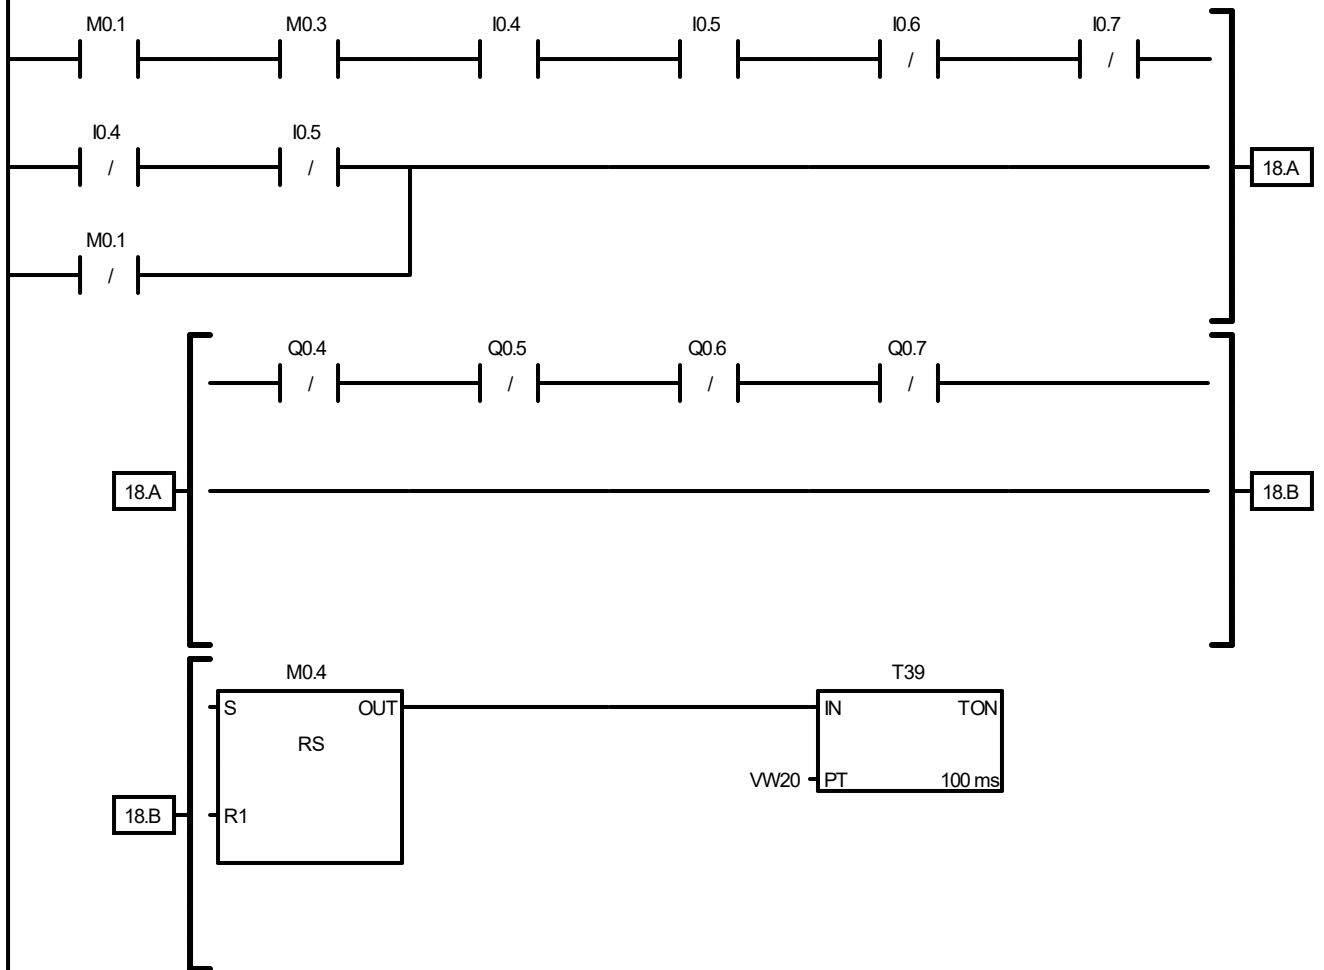 M0.1 M0.3 I0.4 I0.5 I0.6 I0.7
/ /
I0.4 I0.5
/ / 18.A
M0.1
/
Q0.4 Q0.5 Q0.6 Q0.7
/ / / /
18.A 18.B
M0.4 T39
S OUT IN TON
RS
VW20 PT 100 ms
18.B R1